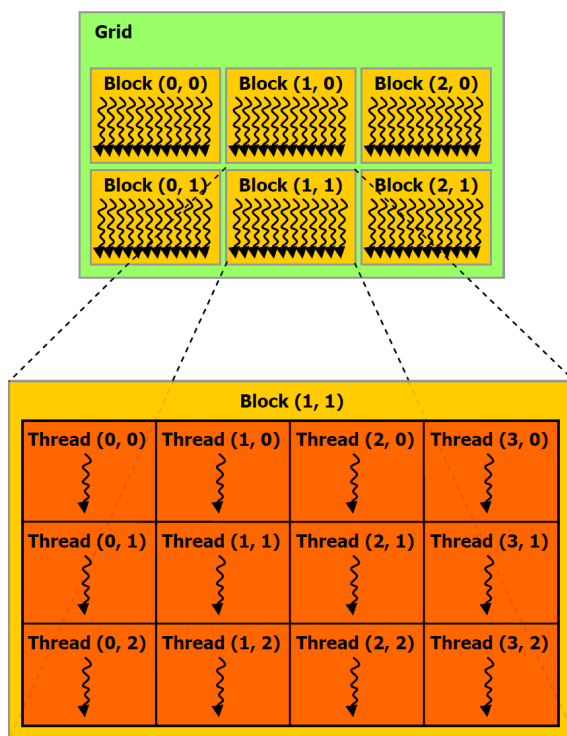 Grid
Block (0, 0) Block (1, 0) Block (2, 0)
Block (0, 1) Block (1, 1) Block (2, 1)
Block (1, 1)
Thread (0, 0) Thread (1, 0) Thread (2, 0) Thread (3, 0)
Thread (0, 1) Thread (1, 1) Thread (2, 1) Thread (3, 1)
Thread (0, 2) Thread (1, 2) Thread (2, 2) Thread (3, 2)